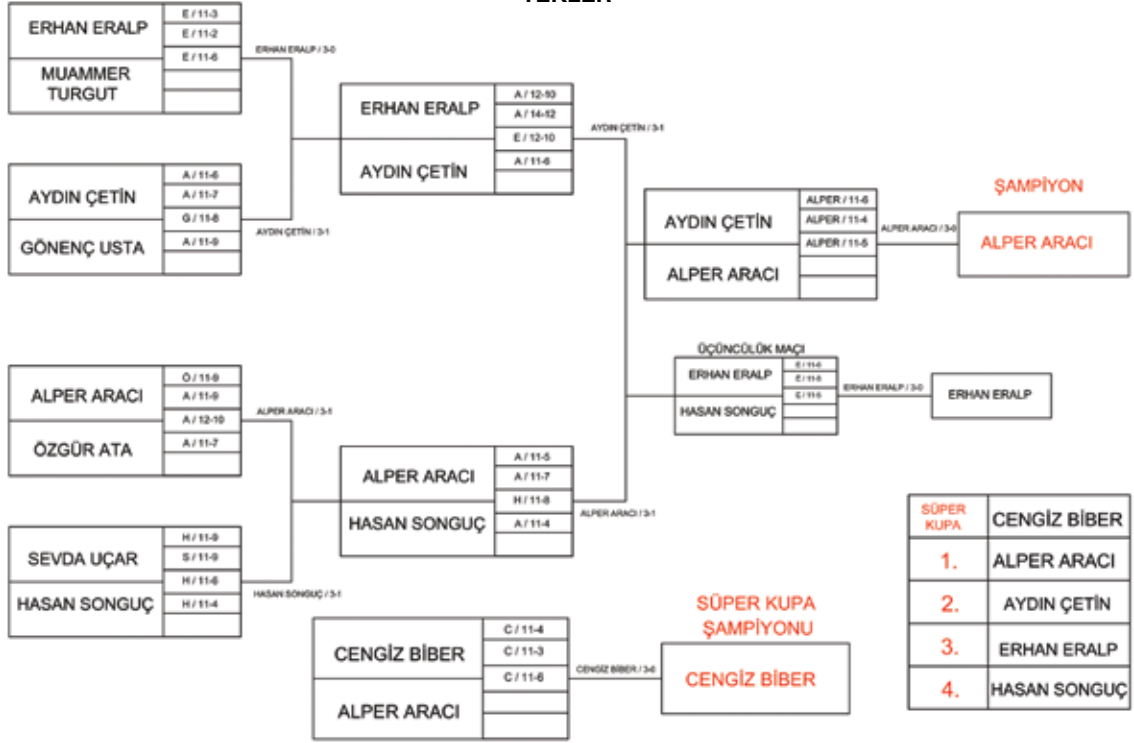 ERHAN ERALP
E / 11-3
E / 11-2
E / 11-6
MUAMMER
TURGUT
ERHAN ERALP / 3-0
AYDIN ÇETİN
A / 11-6
A / 11-7
G / 11-8
A / 11-9
GÖNENÇ USTA
AYDIN ÇETİN / 3-1
ERHAN ERALP
A / 12-10
A / 14-12
E / 12-10
A / 11-6
AYDIN ÇETİN
AYDIN ÇETİN / 3-1
ALPER ARACI
Ö / 11-9
A / 11-9
A / 12-10
A / 11-7
ÖZGÜR ATA
ALPER ARACI / 3-1
SEVDA UÇAR
H / 11-9
S / 11-9
H / 11-6
H / 11-4
HASAN SONGUÇ
HASAN SONGUÇ / 3-1
ALPER ARACI
A / 11-5
A / 11-7
H / 11-8
A / 11-4
HASAN SONGUÇ
ALPER ARACI / 3-1
AYDIN ÇETİN
ALPER / 11-6
ALPER / 11-4
ALPER / 11-5
ALPER ARACI
ALPER ARACI / 3-0
ŞAMPİYON
ALPER ARACI
ÜÇÜNCÜLÜK MAÇI
ERHAN ERALP
HASAN SONGUÇ
ERHAN ERALP / 3-0
ERHAN ERALP
CENGİZ BİBER
C / 11-4
C / 11-3
C / 11-6
ALPER ARACI
CENGİZ BİBER / 3-0
SÜPER KUPA
ŞAMPİYONU
CENGİZ BİBER
SÜPER
KUPA
CENGİZ BİBER
1. ALPER ARACI
2. AYDIN ÇETİN
3. ERHAN ERALP
4. HASAN SONGUÇ